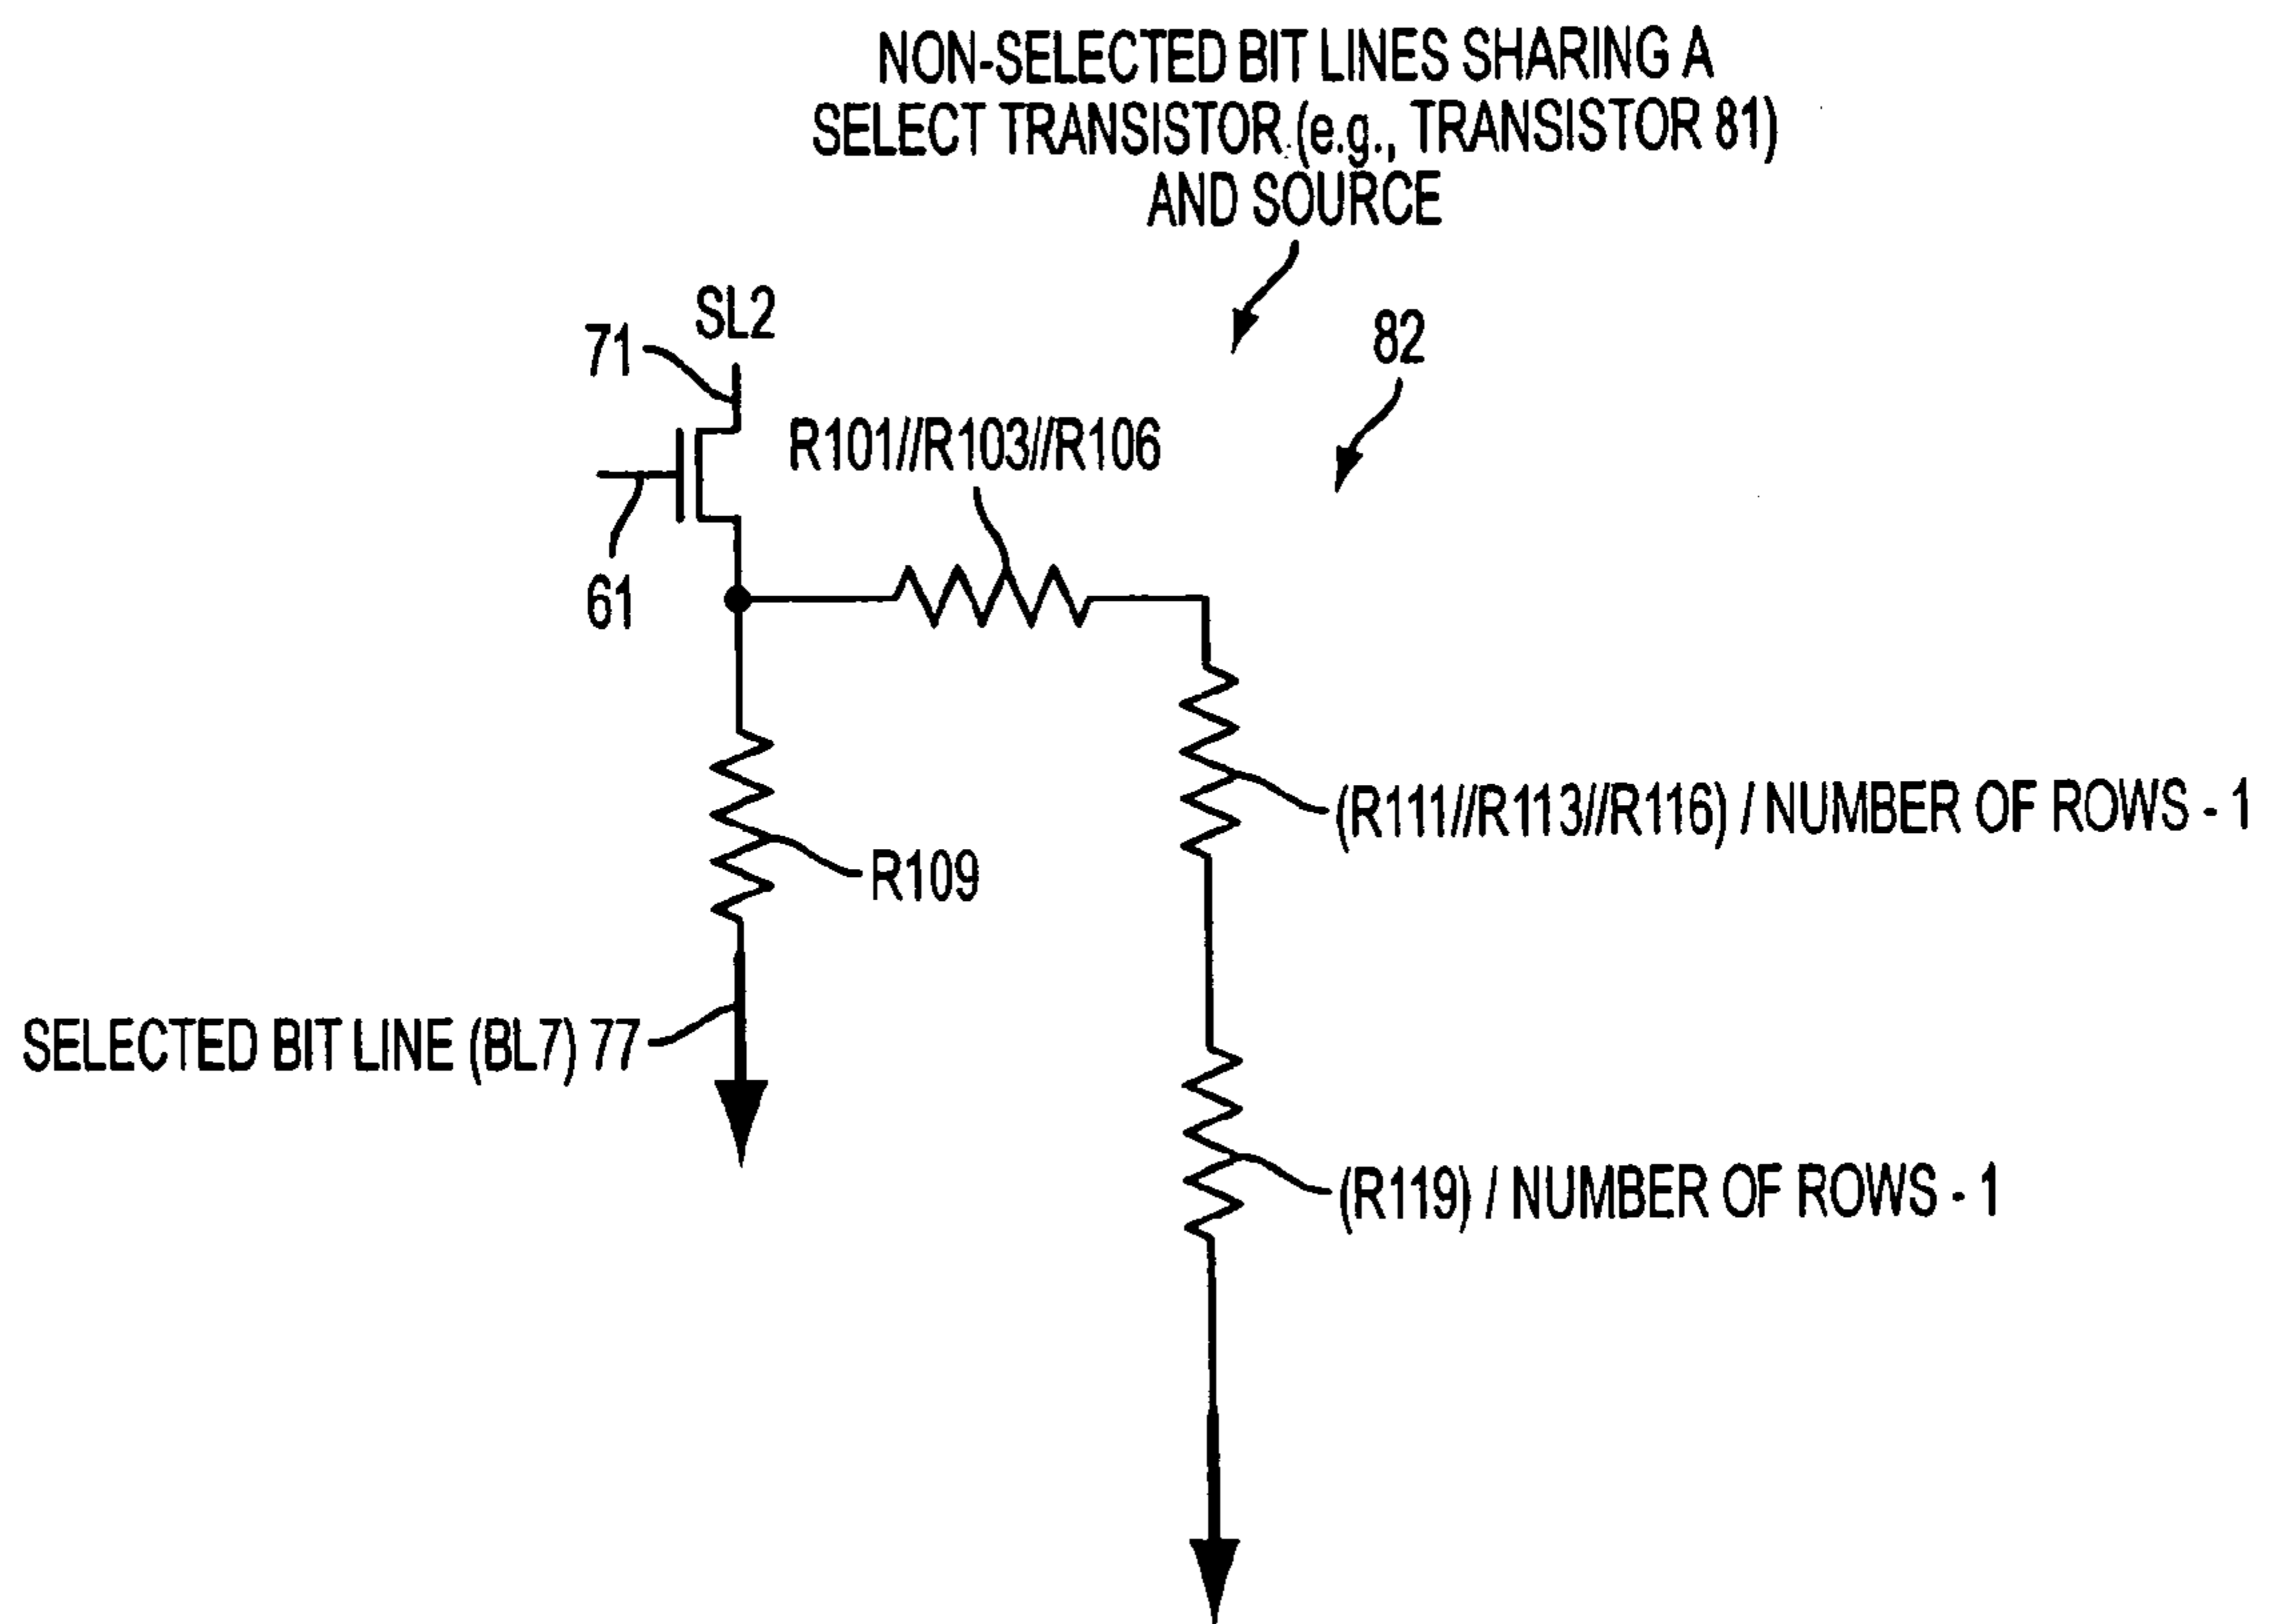 NON-SELECTED BIT LINES SHARING A
SELECT TRANSISTOR (e.g., TRANSISTOR 81)
AND SOURCE
SL2
71
82
R101//R103//R106
61
(R111//R113//R116) / NUMBER OF ROWS - 1
R109
SELECTED BIT LINE (BL7) 77
(R119) / NUMBER OF ROWS - 1